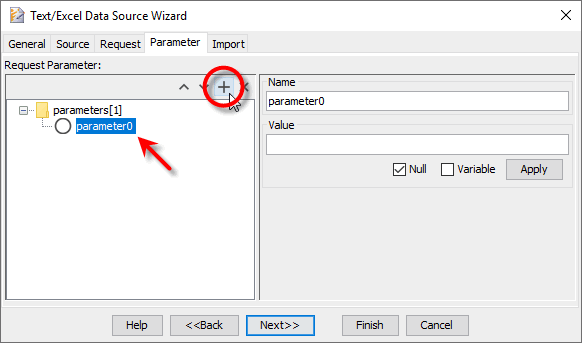 Text/Excel Data Source Wizard
General Source Request Parameter Import
Request Parameter:
parameters[1]
parameter0
Name
parameter0
Value
Null Variable Apply
Help <<Back Next>> Finish Cancel